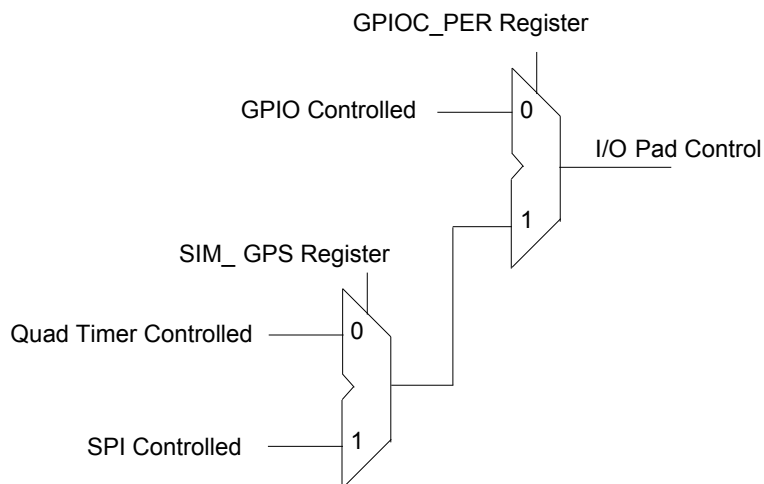 GPIOC_PER Register
GPIO Controlled
0
I/O Pad Control
1
SIM_ GPS Register
Quad Timer Controlled
0
SPI Controlled
1